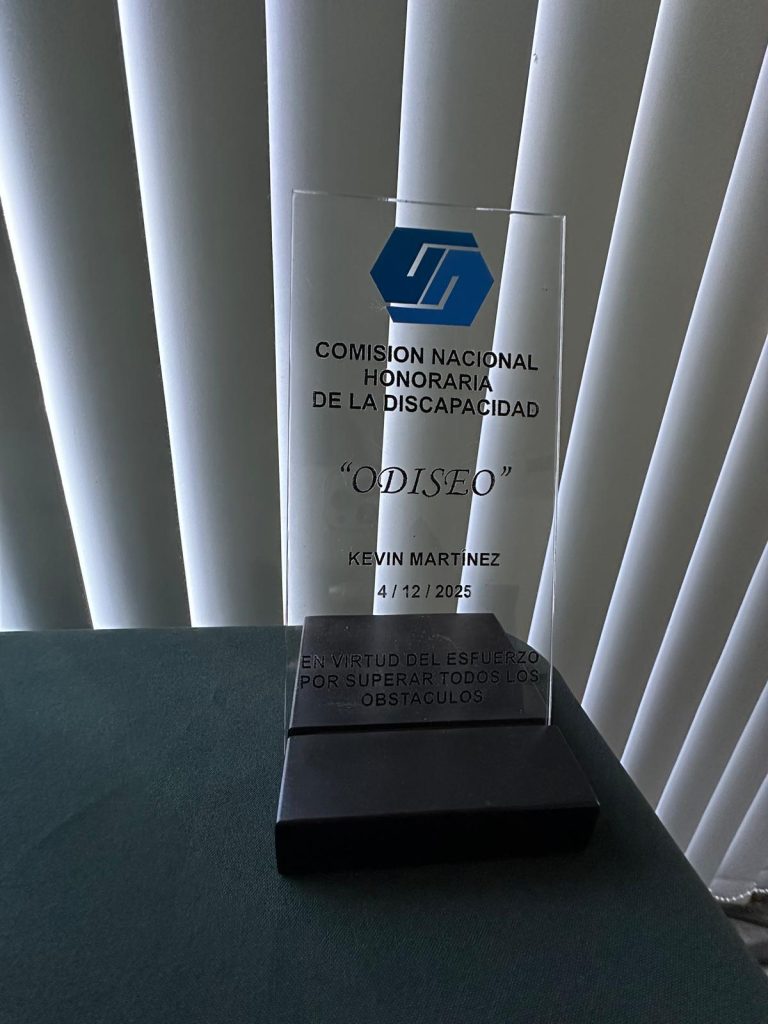 COMISION NACIONAL
HONORARIA
DE LA DISCAPACIDAD
“ODISEO”
KEVIN MARTÍNEZ
4 / 12 / 2025
EN VIRTUD DEL ESFUERZO
POR SUPERAR TODOS LOS
OBSTACULOS